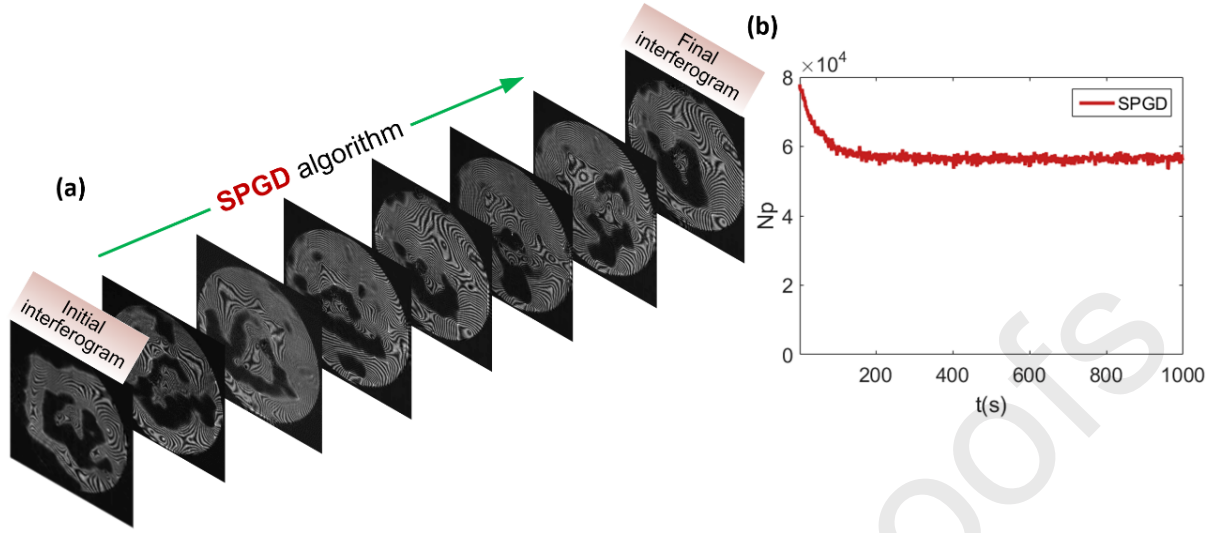 (a)
SPGD algorithm
Initial
interferogram
Final
interferogram
(b)
×10⁴
SPGD
8
6
4
2
0
Np
200
400
600
800
1000
t(s)
oofs